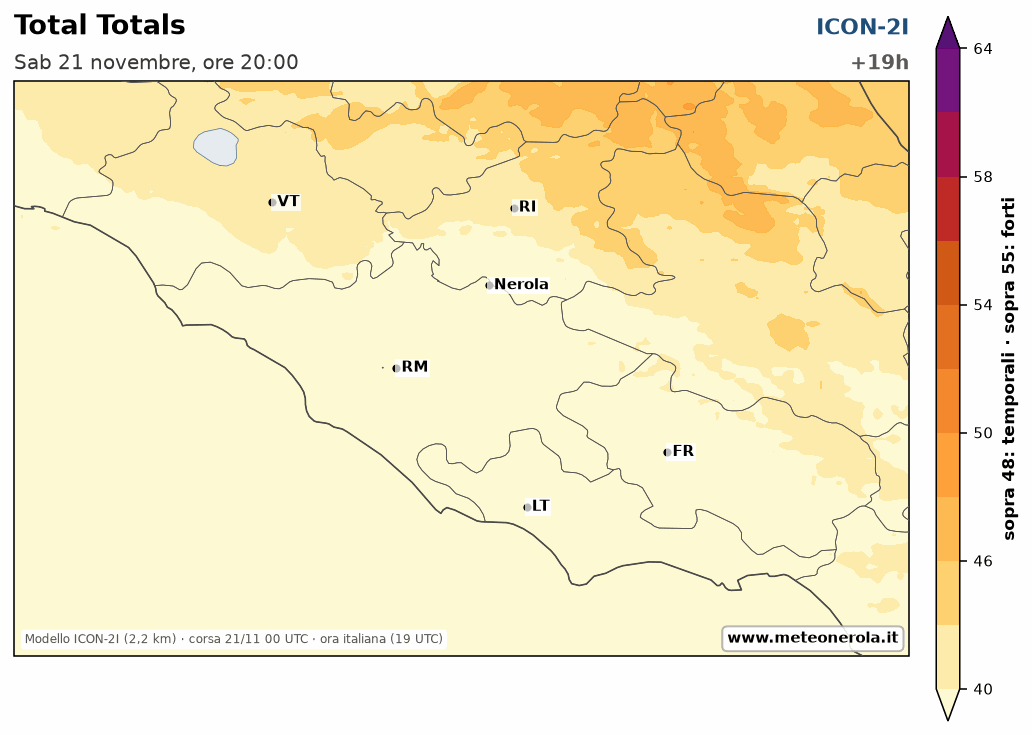 Total Totals
ICON-2I
Sab 21 novembre, ore 20:00
+19h
64
58
54
50
46
40
sopra 48: temporali · sopra 55: forti
VT
RI
Nerola
RM
FR
LT
Modello ICON-2I (2,2 km) · corsa 21/11 00 UTC · ora italiana (19 UTC)
www.meteonerola.it